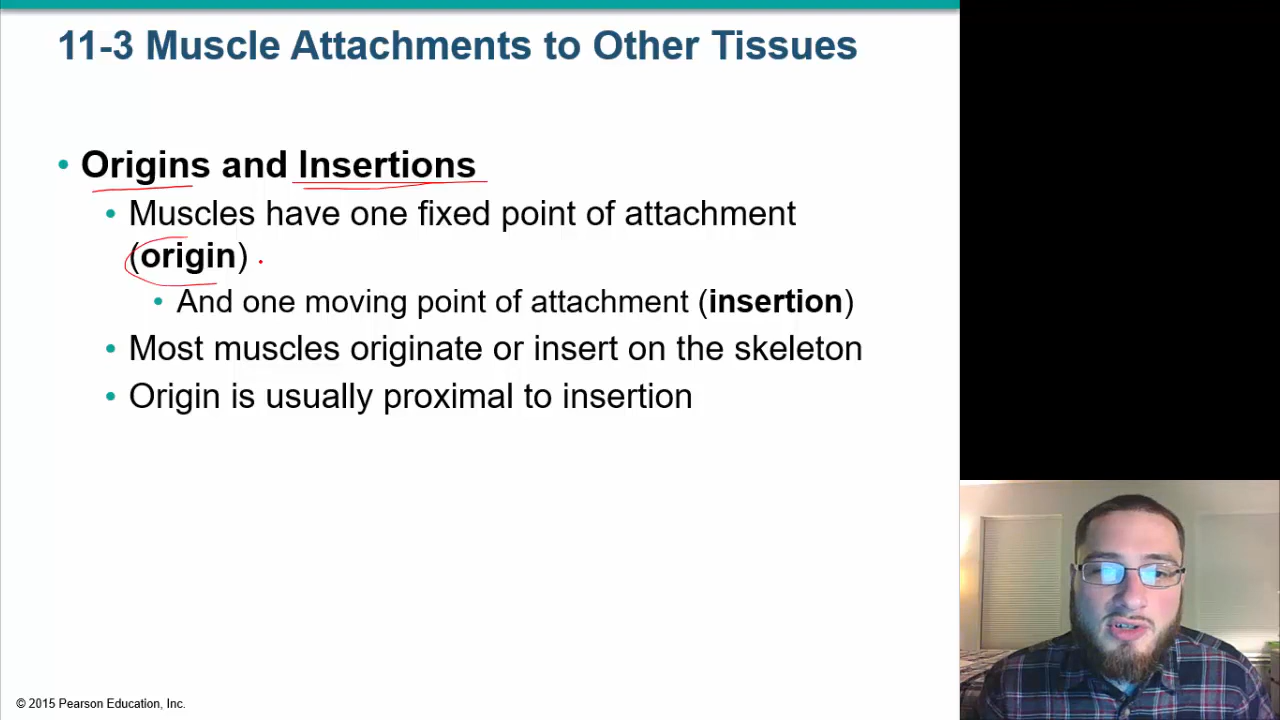 11-3 Muscle Attachments to Other Tissues
• Origins and Insertions
• Muscles have one fixed point of attachment
(origin)
• And one moving point of attachment (insertion)
• Most muscles originate or insert on the skeleton
• Origin is usually proximal to insertion
© 2015 Pearson Education, Inc.